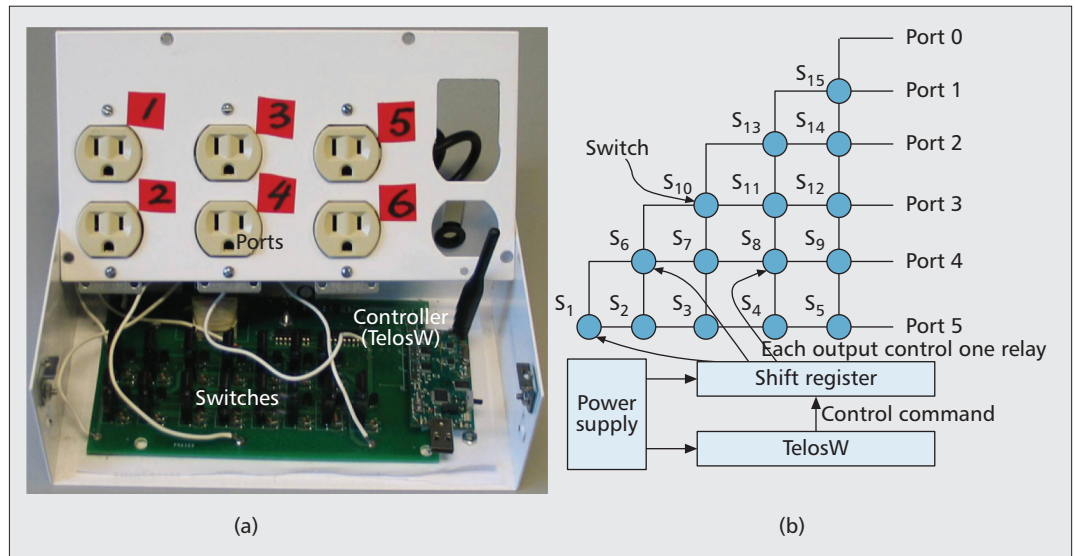 1
3
5
2
4
6
Ports
Controller
(TelosW)
Switches
(a)
Port 0
S15
Port 1
S13
S14
Port 2
Switch
S10
S11
S12
Port 3
S6
S7
S8
S9
Port 4
S1
S2
S3
S4
S5
Port 5
Each output control one relay
Power
supply
Shift register
Control command
TelosW
(b)